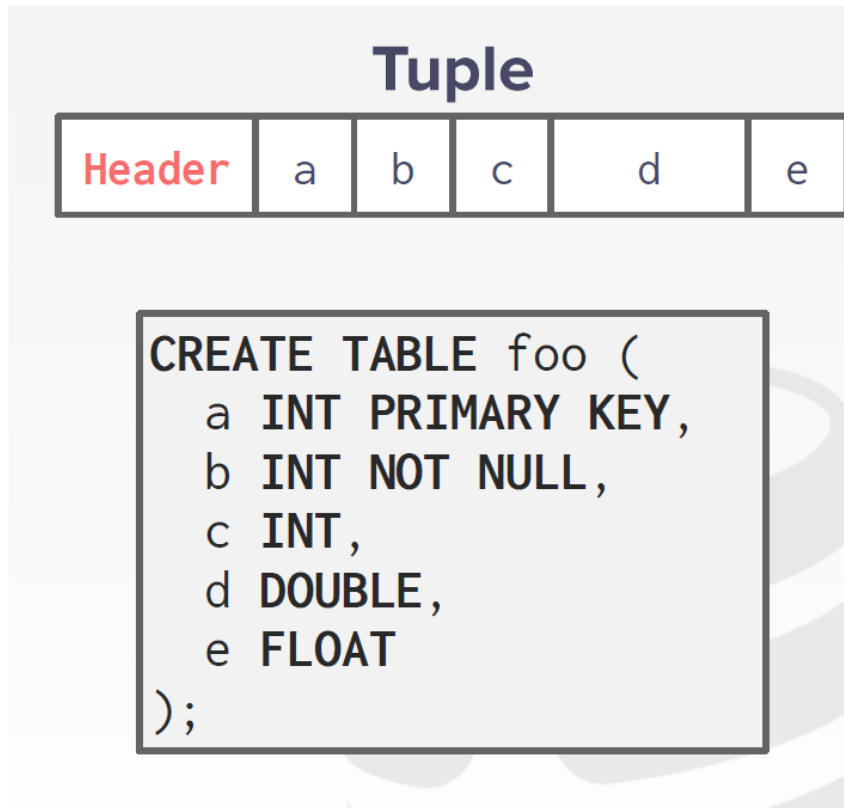 Tuple
Header a b c d e
CREATE TABLE foo (
a INT PRIMARY KEY,
b INT NOT NULL,
c INT,
d DOUBLE,
e FLOAT
);